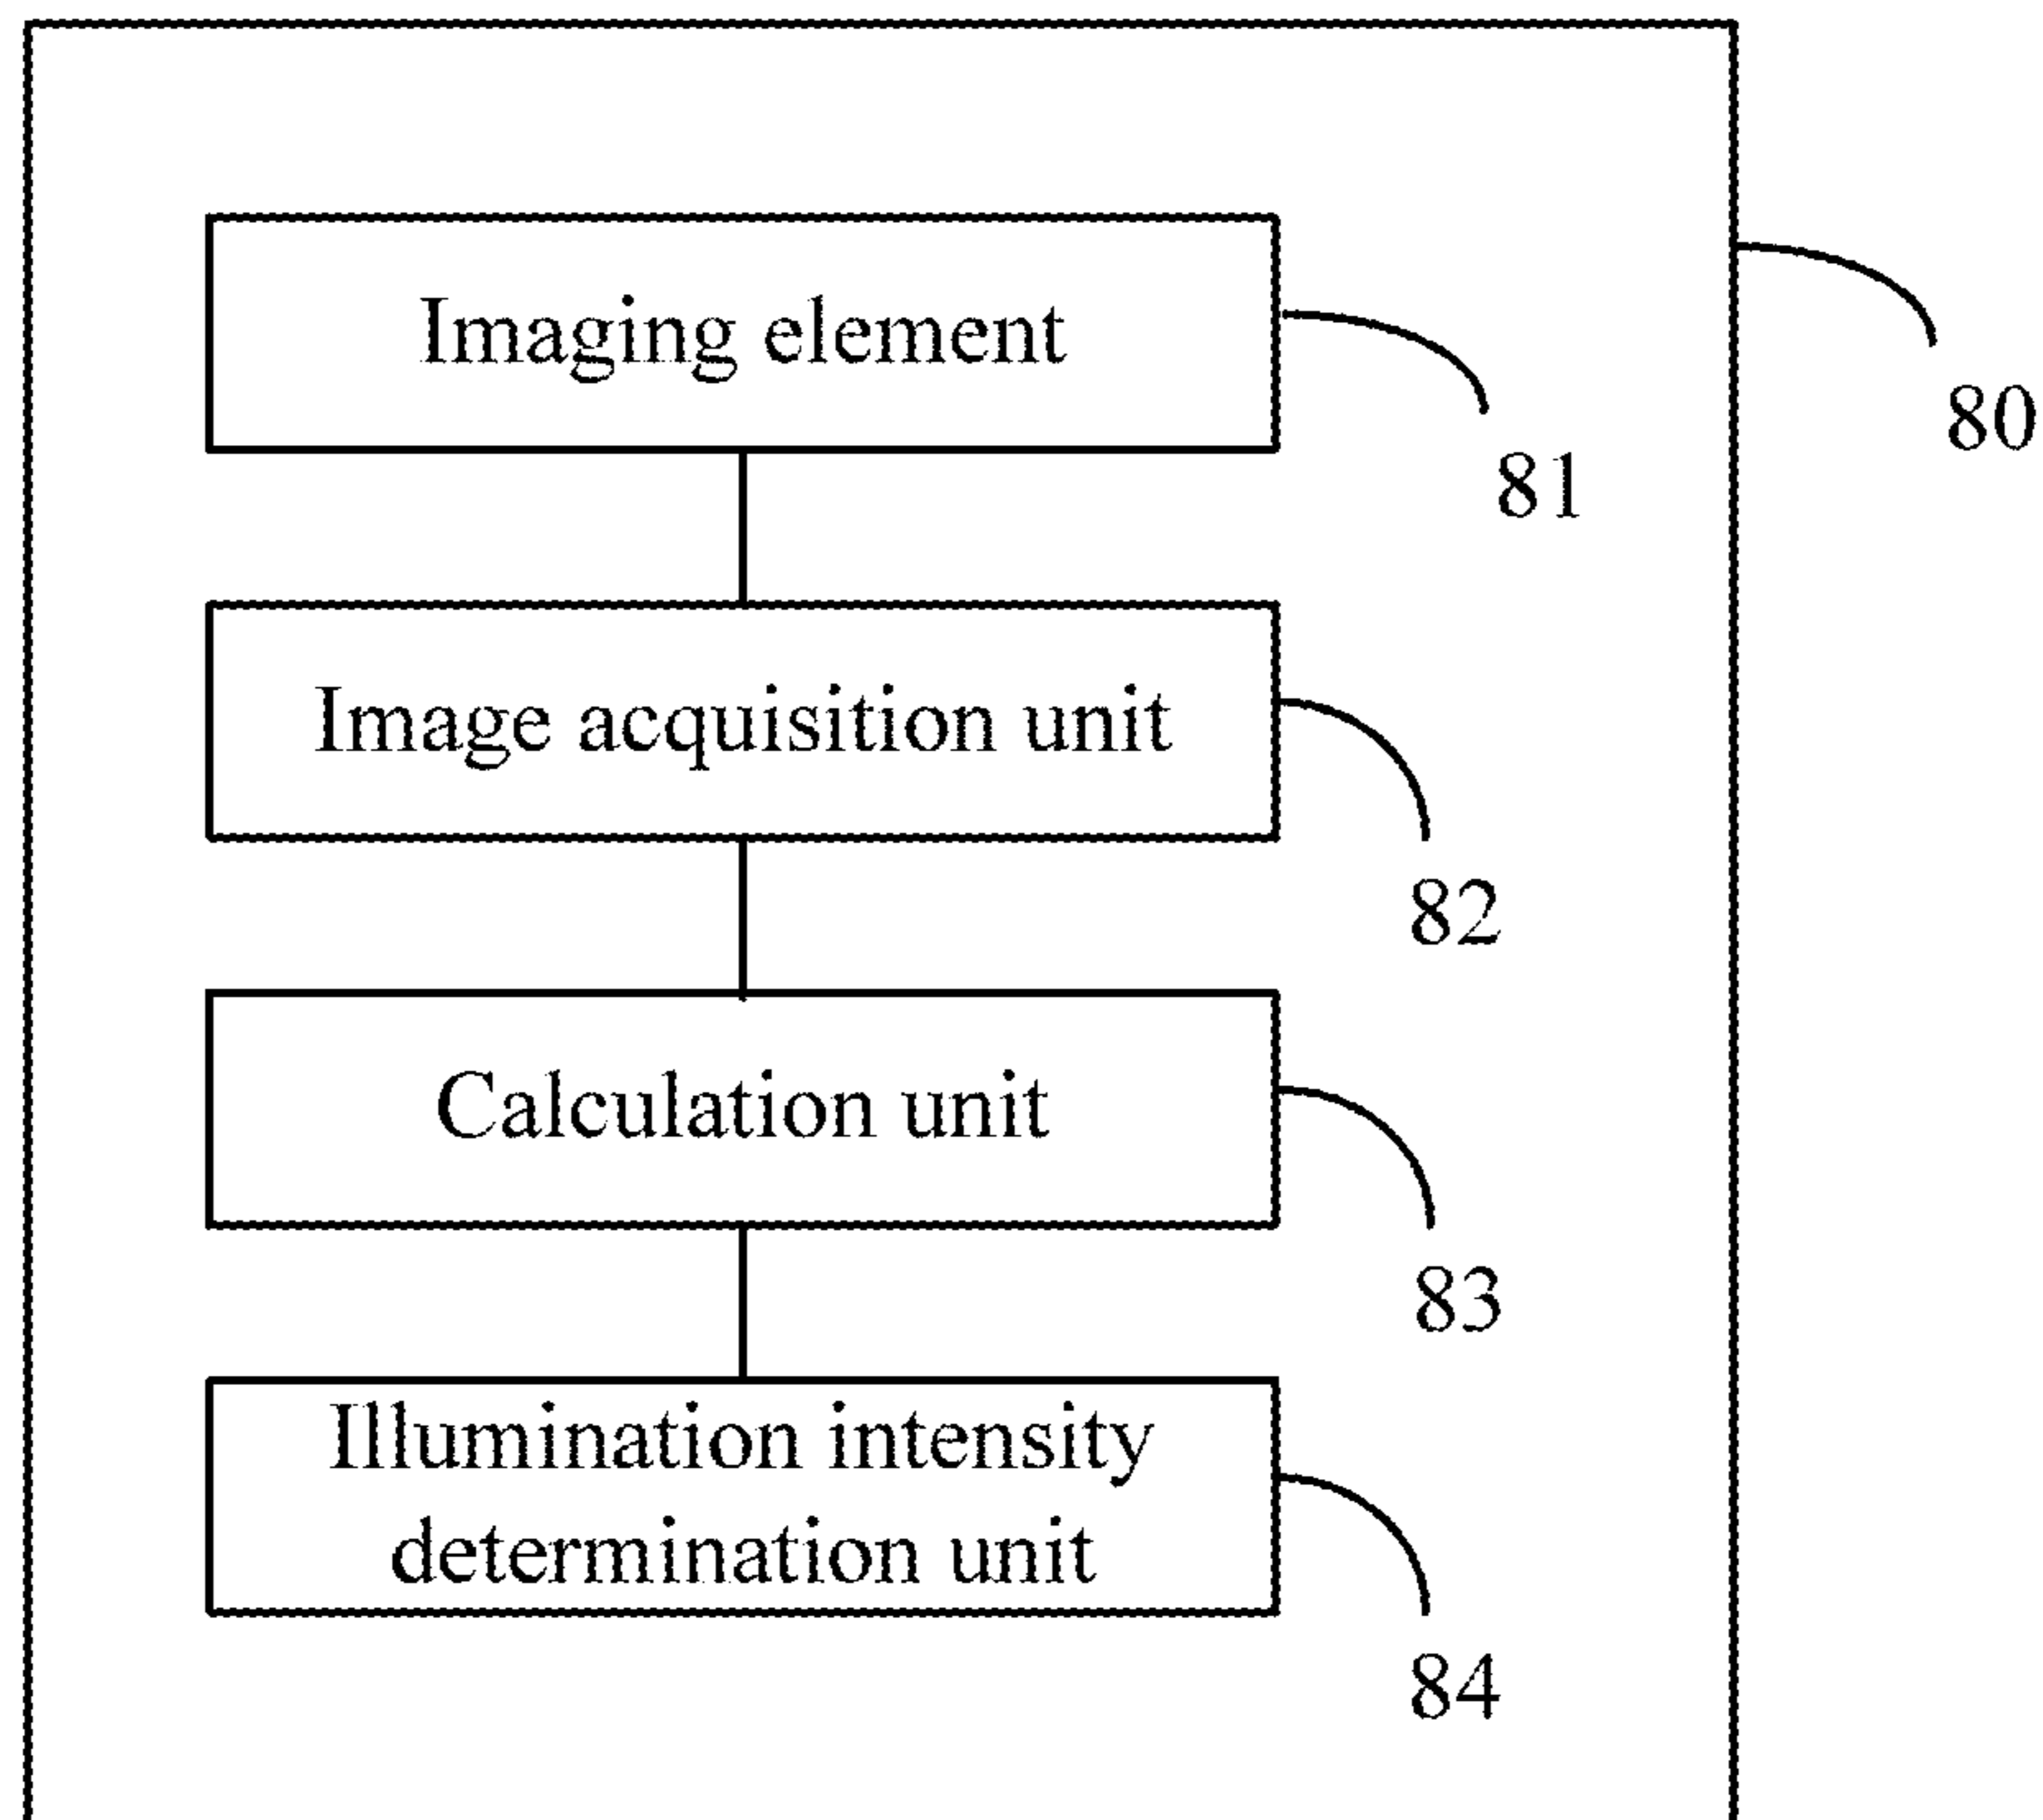 Imaging element
80
81
Image acquisition unit
82
Calculation unit
83
Illumination intensity
determination unit
84